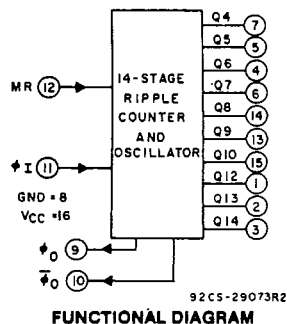 Q4 7
Q5 5
Q6 4
MR 12
14-STAGE
RIPPLE
COUNTER
AND
OSCILLATOR
Q7 6
Q8 14
Q9 13
ϕI 11
Q10 15
Q12 1
GND = 8
VCC = 16
Q13 2
Q14 3
ϕO 9
ϕ̅O 10
92CS-29073R2
FUNCTIONAL DIAGRAM